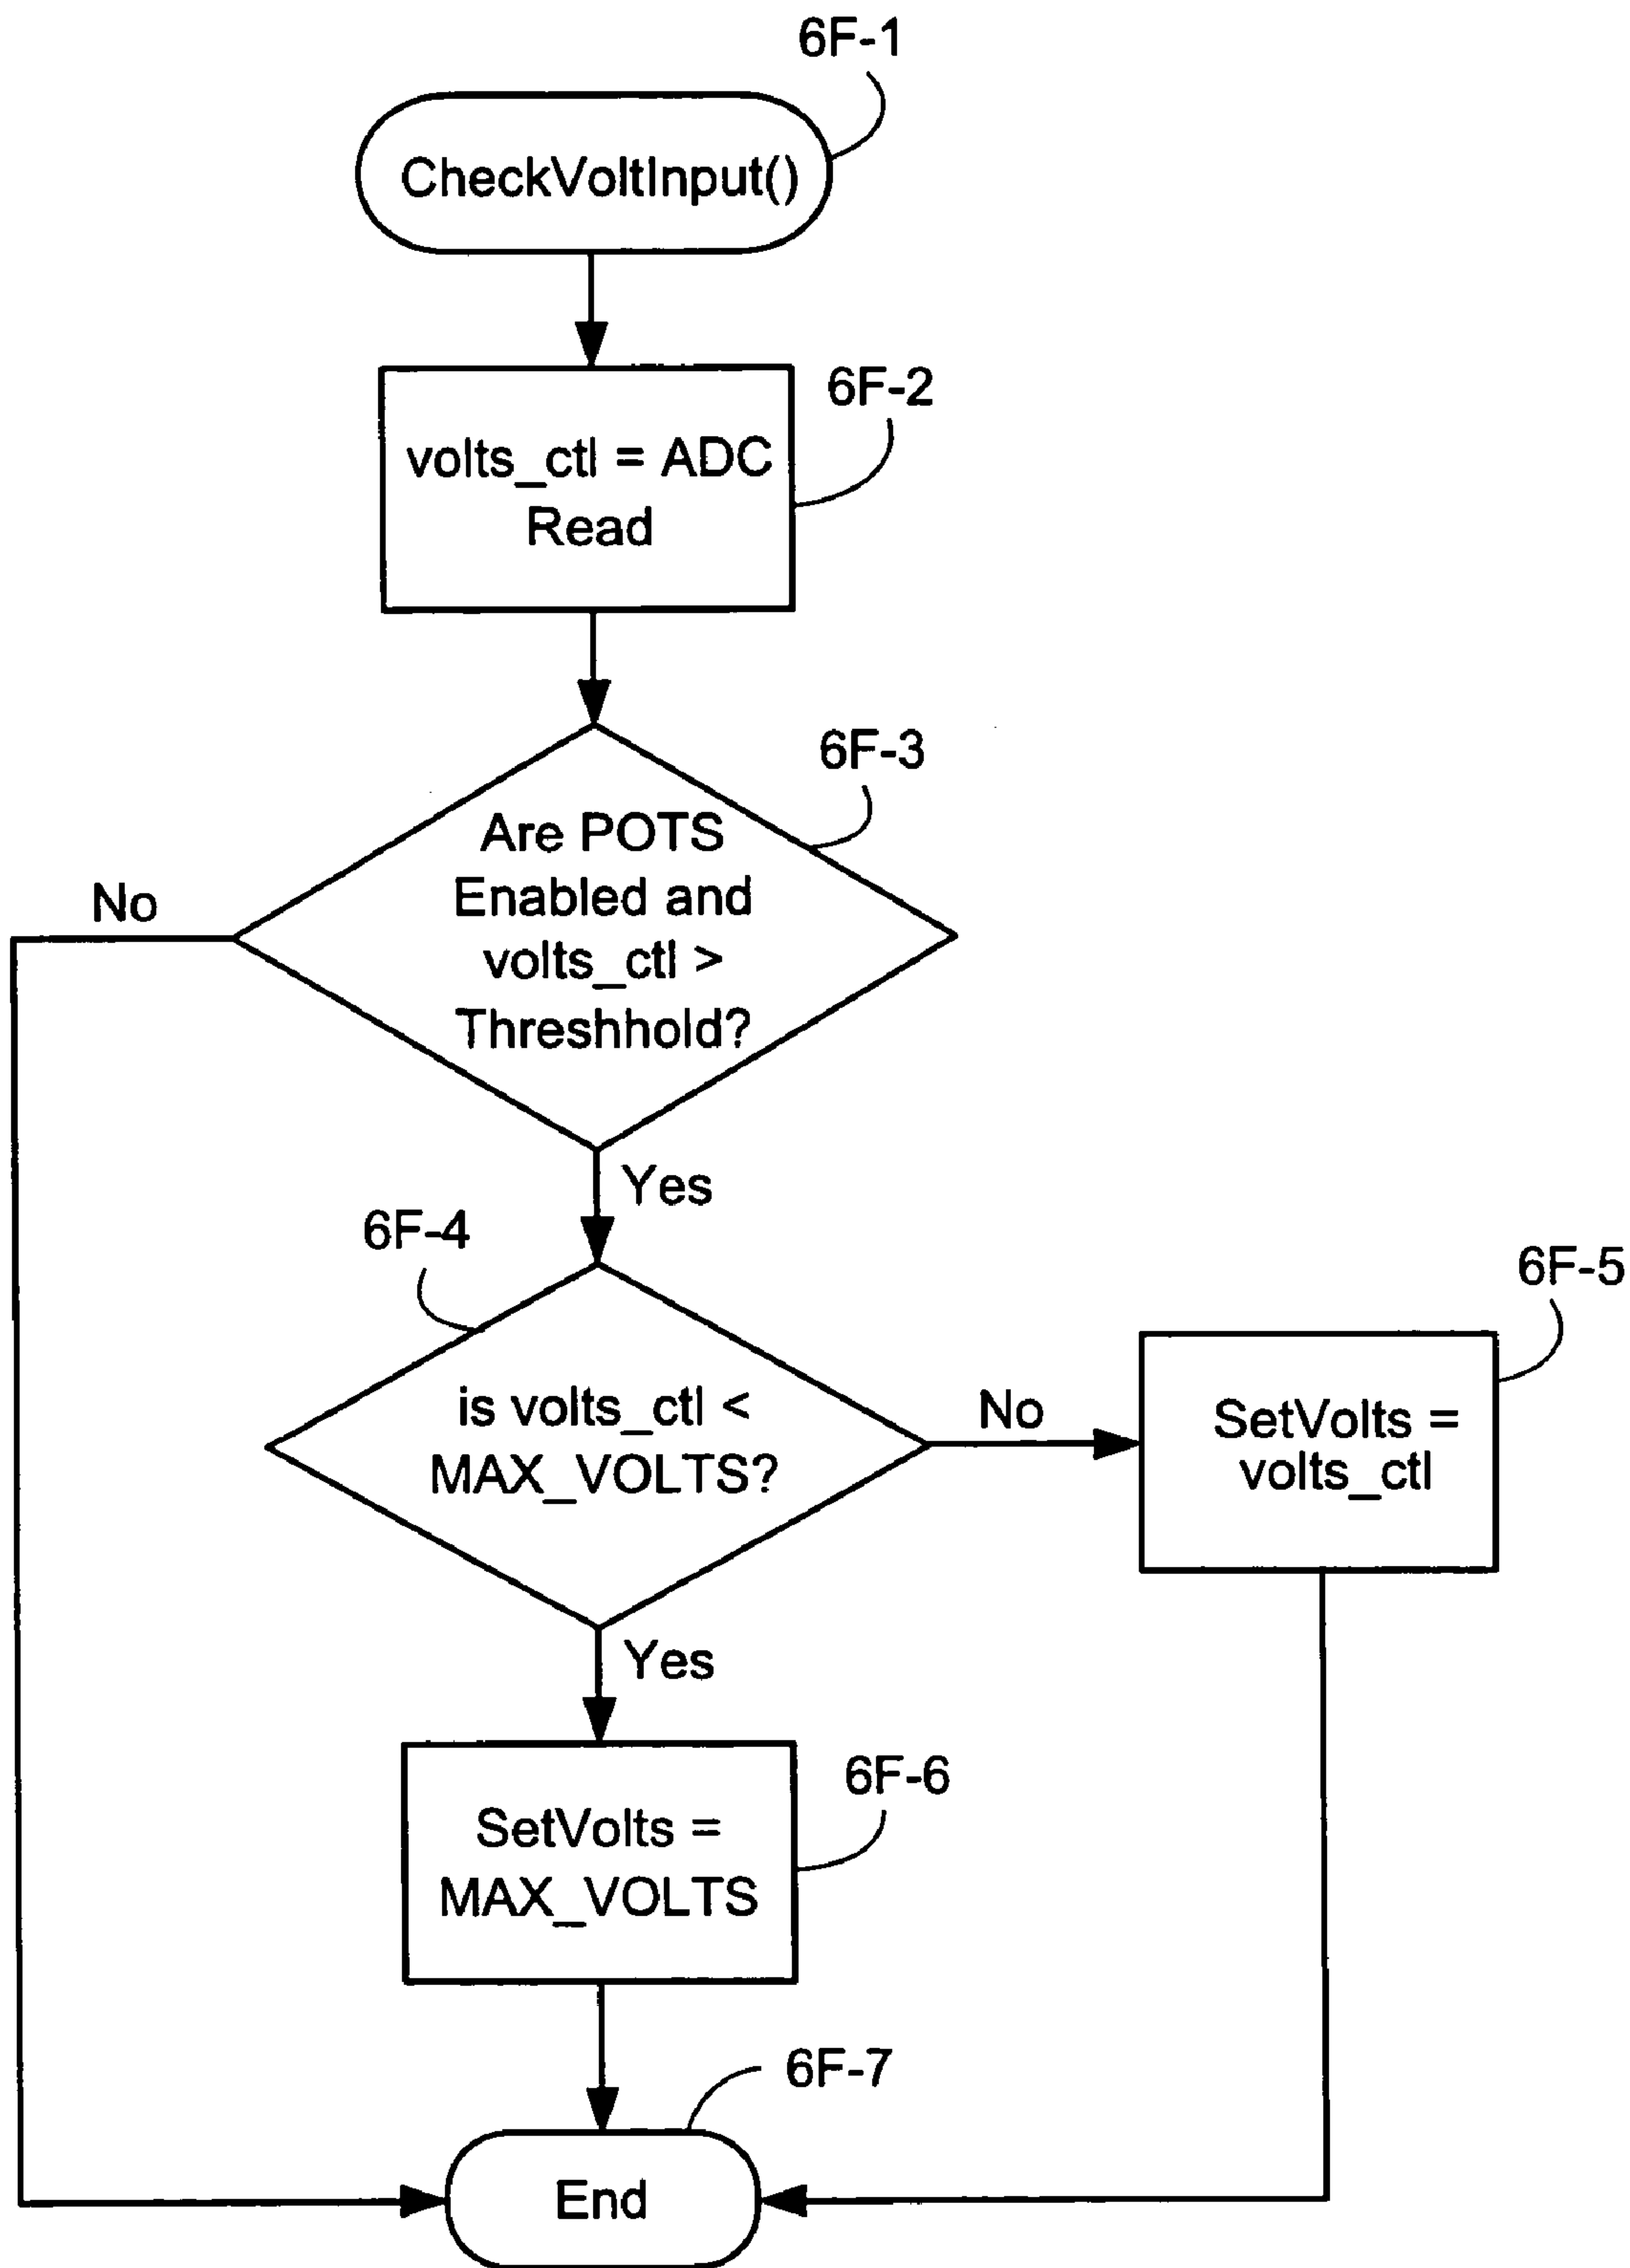 6F-1
CheckVoltInput()
6F-2
volts_ctl = ADC
Read
6F-3
Are POTS
Enabled and
volts_ctl >
Threshhold?
No
Yes
6F-4
is volts_ctl <
MAX_VOLTS?
No
6F-5
SetVolts =
volts_ctl
Yes
6F-6
SetVolts =
MAX_VOLTS
6F-7
End